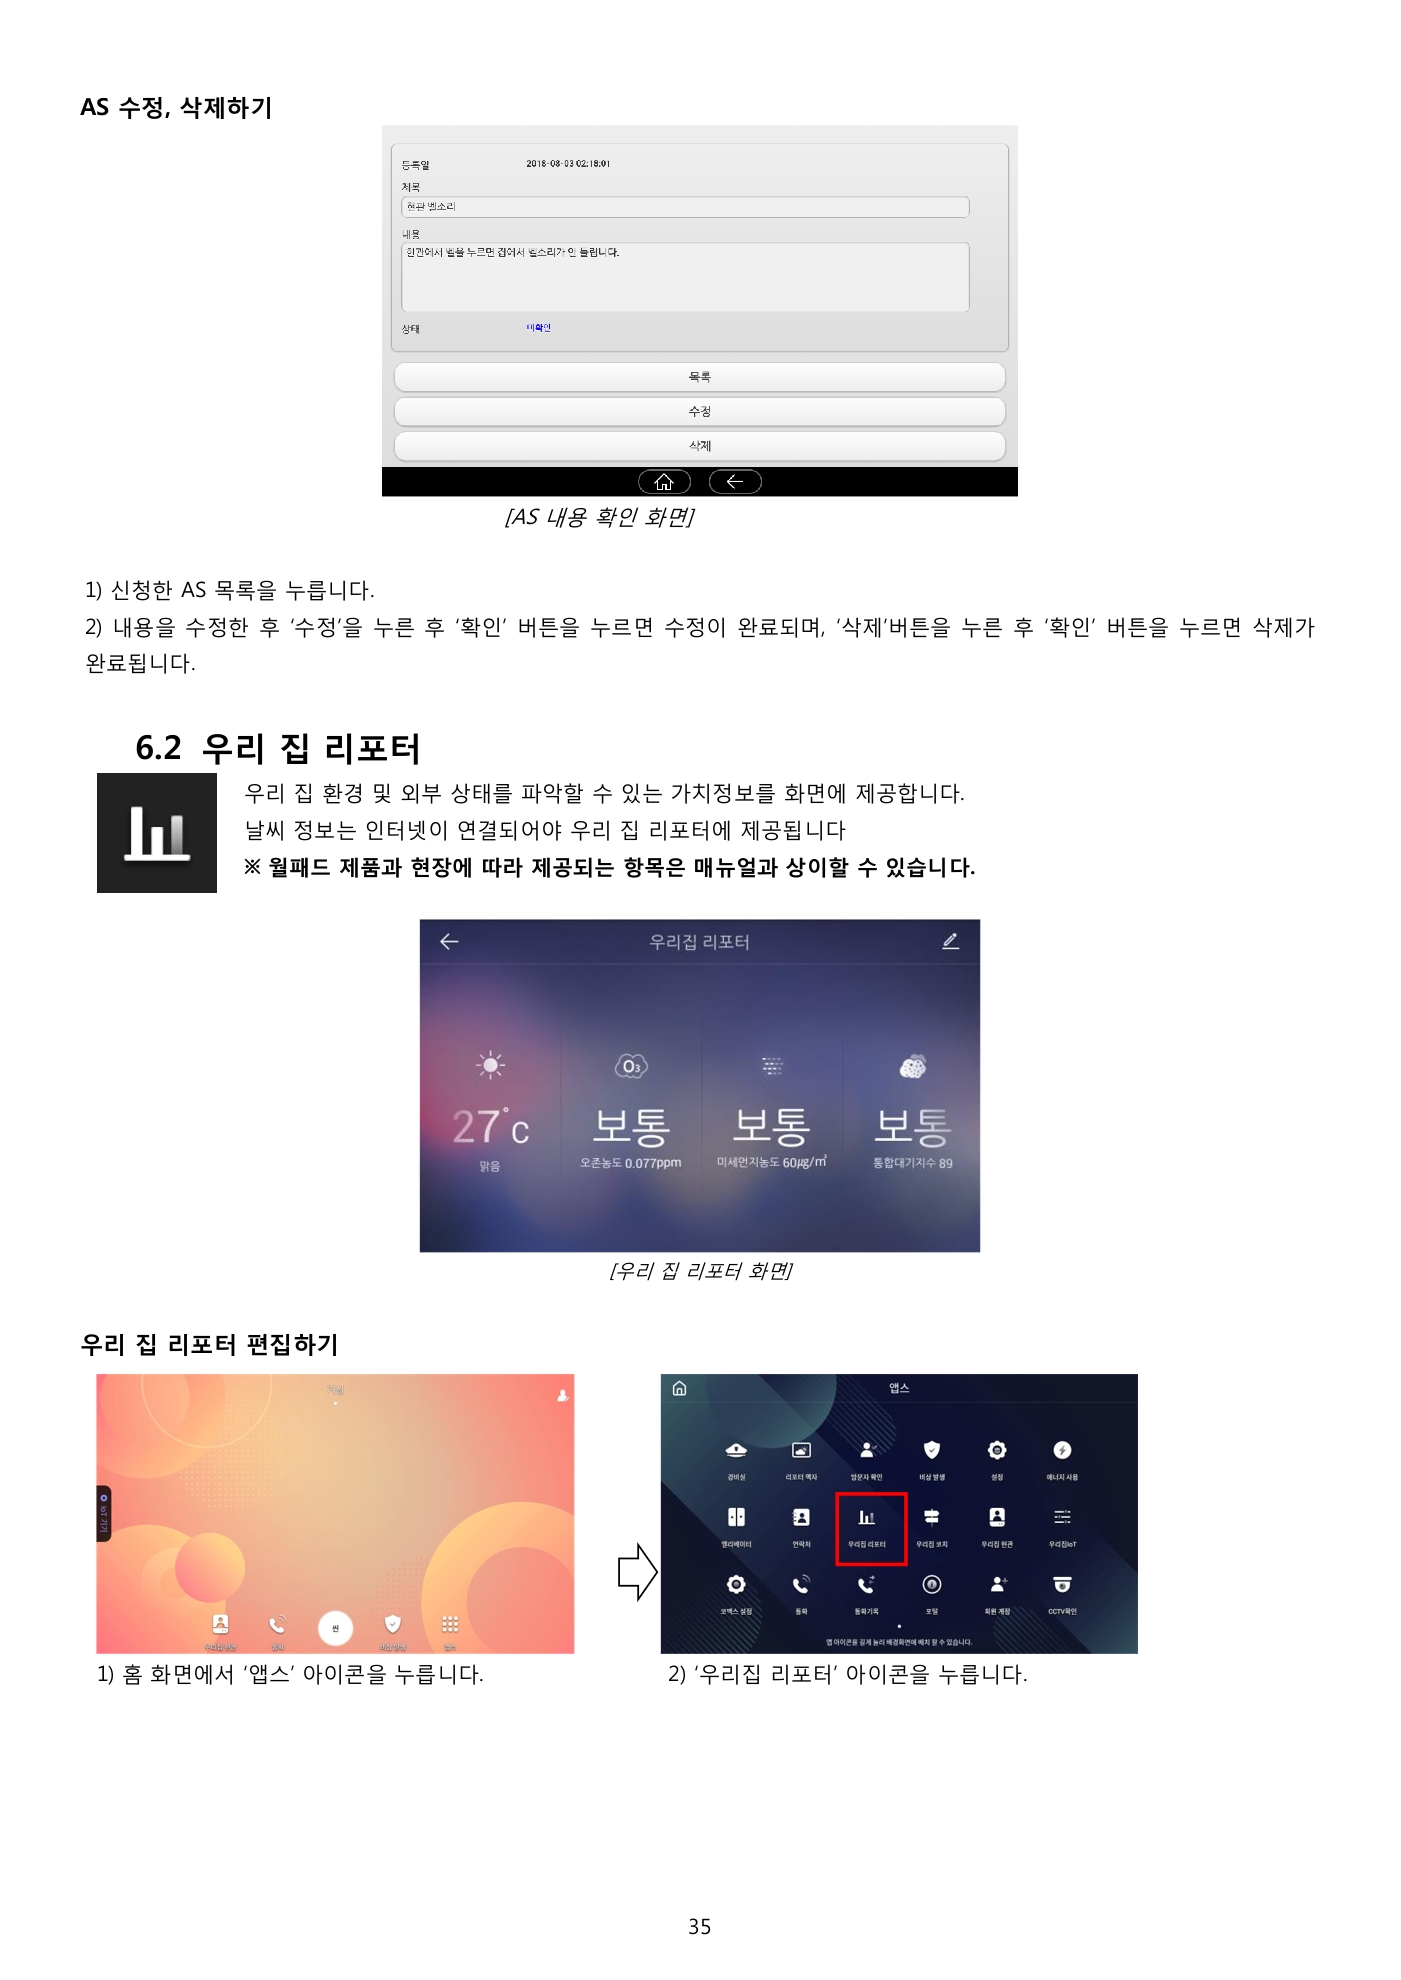 AS 수정, 삭제하기
등록일 2018-08-03 02:18:01
제목
현관 벨소리
내용
현관에서 벨을 누르면 집에서 벨소리가 안 들립니다.
상태 미확인
목록
수정
삭제
[AS 내용 확인 화면]
1) 신청한 AS 목록을 누릅니다.
2) 내용을 수정한 후 ‘수정’을 누른 후 ‘확인’ 버튼을 누르면 수정이 완료되며, ‘삭제’버튼을 누른 후 ‘확인’ 버튼을 누르면 삭제가
완료됩니다.
6.2 우리 집 리포터
우리 집 환경 및 외부 상태를 파악할 수 있는 가치정보를 화면에 제공합니다.
날씨 정보는 인터넷이 연결되어야 우리 집 리포터에 제공됩니다
※ 월패드 제품과 현장에 따라 제공되는 항목은 매뉴얼과 상이할 수 있습니다.
우리집 리포터
O3
27°C 보통 보통 보통
맑음 오존농도 0.077ppm 미세먼지농도 60㎍/㎥ 통합대기지수 89
[우리 집 리포터 화면]
우리 집 리포터 편집하기
거실
IoT 기기
씬
우리집 현관 통화 비상 발생 앱스
앱스
경비실 리포터 액자 방문자 확인 비상 발생 설정 에너지 사용
엘리베이터 연락처 우리집 리포터 우리집 코치 우리집 현관 우리집IoT
코맥스 설정 통화 통화기록 포털 회원 계정 CCTV확인
앱 아이콘을 길게 눌러 배경화면에 배치 할 수 있습니다.
1) 홈 화면에서 ‘앱스’ 아이콘을 누릅니다.
2) ‘우리집 리포터’ 아이콘을 누릅니다.
35